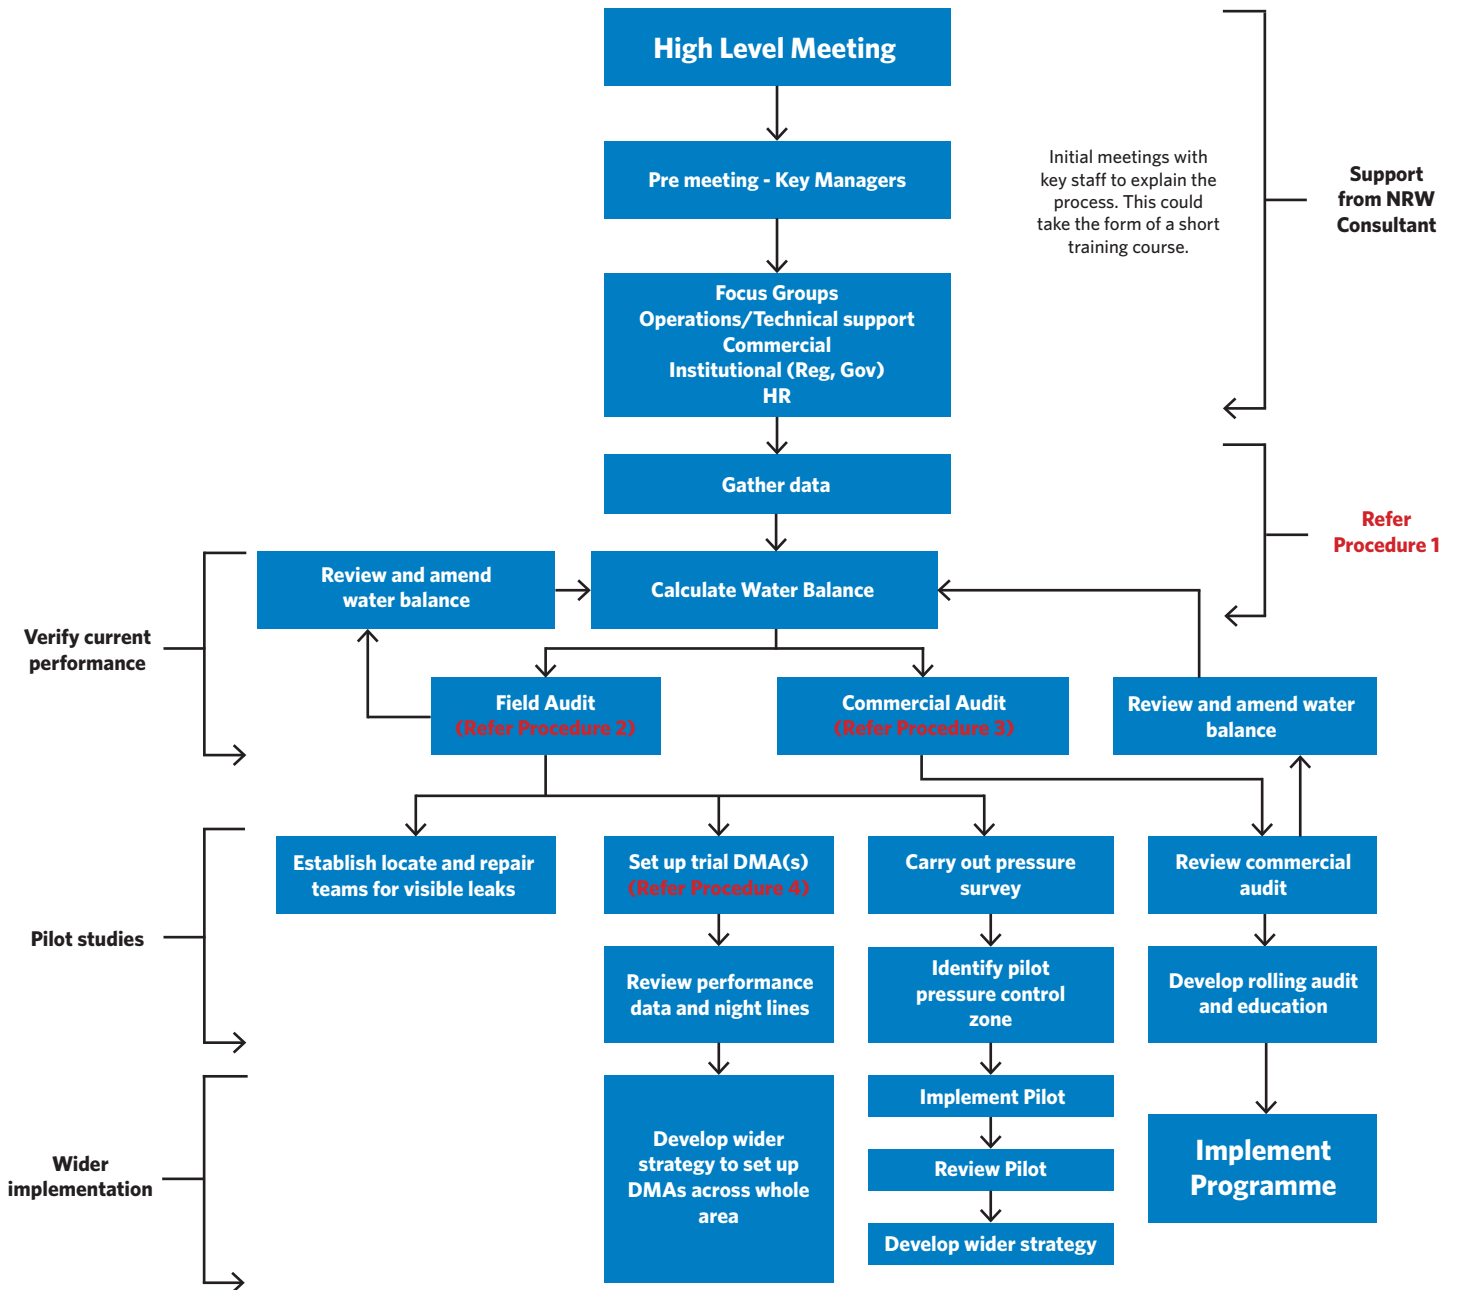 High Level Meeting
Pre meeting - Key Managers
Initial meetings with
key staff to explain the
process. This could
take the form of a short
training course.
Support
from NRW
Consultant
Focus Groups
Operations/Technical support
Commercial
Institutional (Reg, Gov)
HR
Gather data
Refer
Procedure 1
Verify current
performance
Review and amend
water balance
Calculate Water Balance
Field Audit
(Refer Procedure 2)
Commercial Audit
(Refer Procedure 3)
Review and amend water
balance
Pilot studies
Establish locate and repair
teams for visible leaks
Set up trial DMA(s)
(Refer Procedure 4)
Carry out pressure
survey
Review commercial
audit
Review performance
data and night lines
Identify pilot
pressure control
zone
Develop rolling audit
and education
Wider
implementation
Develop wider
strategy to set up
DMAs across whole
area
Implement Pilot
Review Pilot
Develop wider strategy
Implement
Programme